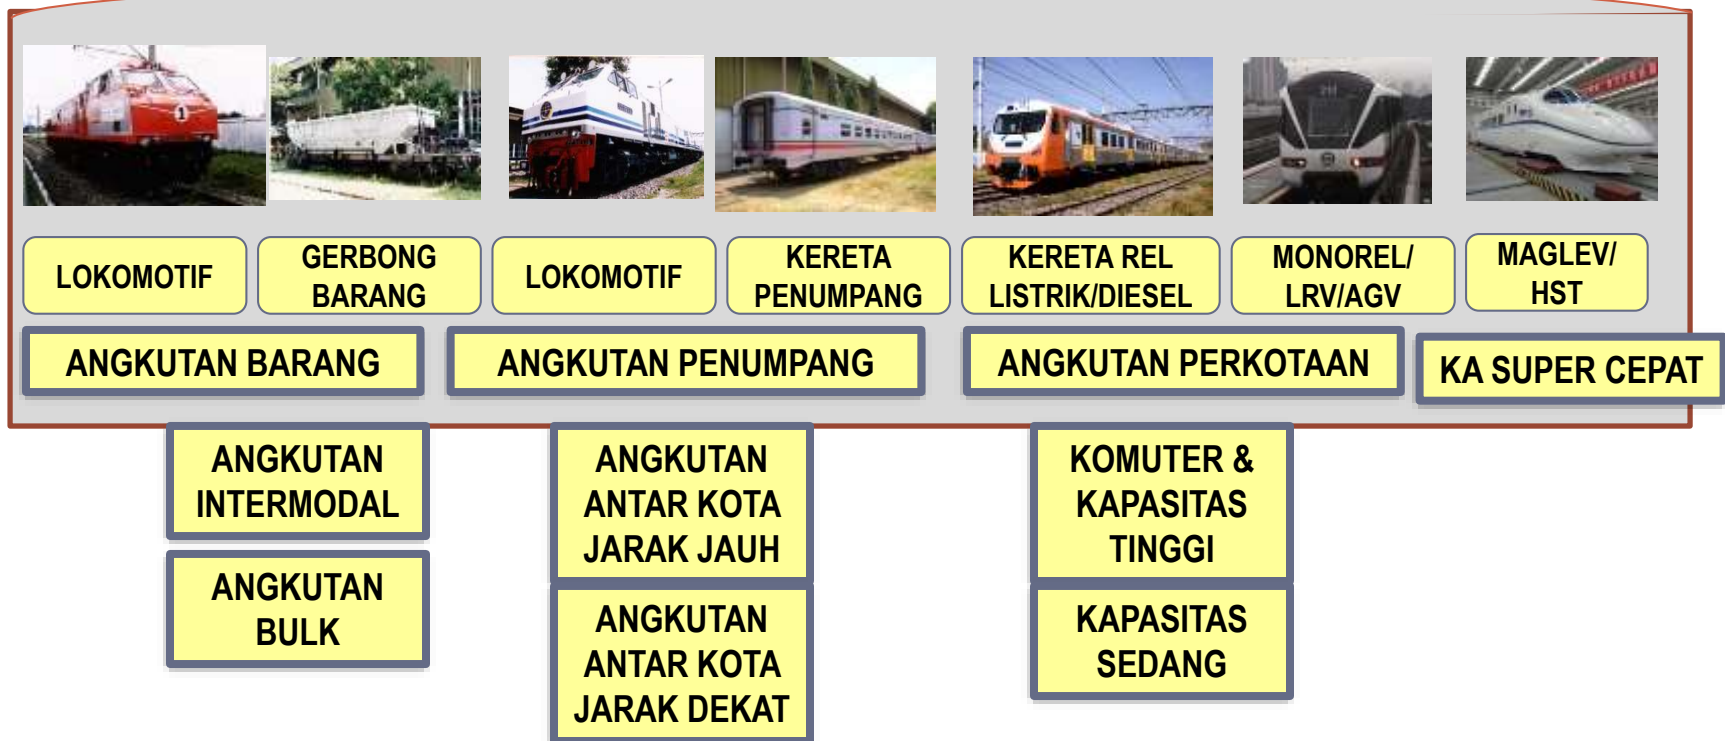 1
LOKOMOTIF
GERBONG
BARANG
LOKOMOTIF
KERETA
PENUMPANG
KERETA REL
LISTRIK/DIESEL
MONOREL/
LRV/AGV
MAGLEV/
HST
ANGKUTAN BARANG
ANGKUTAN PENUMPANG
ANGKUTAN PERKOTAAN
KA SUPER CEPAT
ANGKUTAN
INTERMODAL
ANGKUTAN
BULK
ANGKUTAN
ANTAR KOTA
JARAK JAUH
ANGKUTAN
ANTAR KOTA
JARAK DEKAT
KOMUTER &
KAPASITAS
TINGGI
KAPASITAS
SEDANG